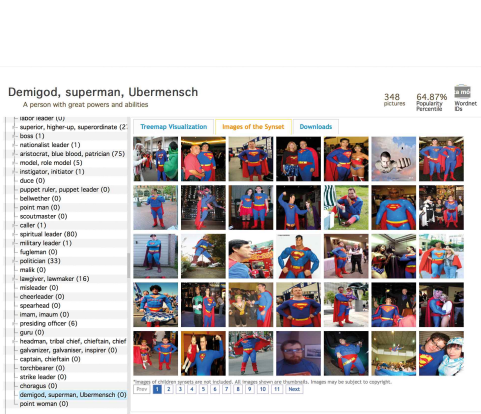 Demigod, superman, Ubermensch
A person with great powers and abilities
348
pictures
64.87%
Popularity
Percentile
Wordnet
IDs
labor leader (0)
superior, higher-up, superordinate (2
boss (1)
nationalist leader (1)
aristocrat, blue blood, patrician (75)
model, role model (5)
instigator, initiator (1)
duce (0)
puppet ruler, puppet leader (0)
bellwether (0)
point man (0)
scoutmaster (0)
caller (1)
spiritual leader (80)
military leader (1)
fugleman (0)
politician (33)
malik (0)
lawgiver, lawmaker (16)
misleader (0)
cheerleader (0)
spearhead (0)
imam, imaum (0)
presiding officer (6)
guru (0)
headman, tribal chief, chieftain, chief
galvanizer, galvaniser, inspirer (0)
captain, chieftain (0)
torchbearer (0)
strike leader (0)
choragus (0)
demigod, superman, Ubermensch (0)
point woman (0)
Treemap Visualization Images of the Synset Downloads
*Images of children synsets are not included. All images shown are thumbnails. Images may be subject to copyright.
Prev 1 2 3 4 5 6 7 8 9 10 11 Next